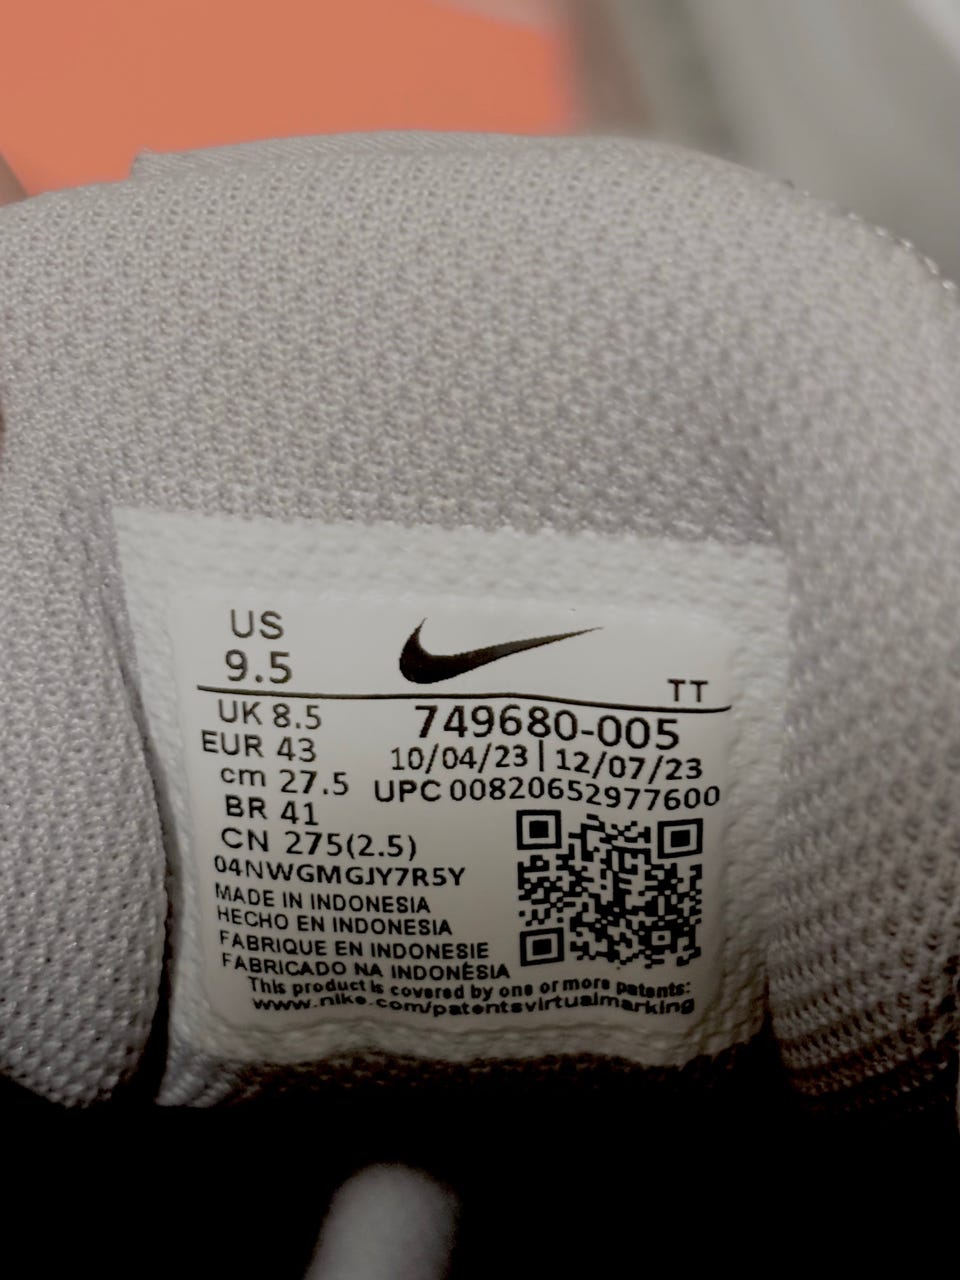 US
9.5
TT
UK 8.5
749680-005
EUR 43
10/04/23 | 12/07/23
cm 27.5
UPC 00820652977600
BR 41
CN 275(2.5)
04NWGMGJY7R5Y
MADE IN INDONESIA
HECHO EN INDONESIA
FABRIQUE EN INDONESIE
FABRICADO NA INDONÉSIA
This product is covered by one or more patents:
www.nike.com/patentsvirtualmarking